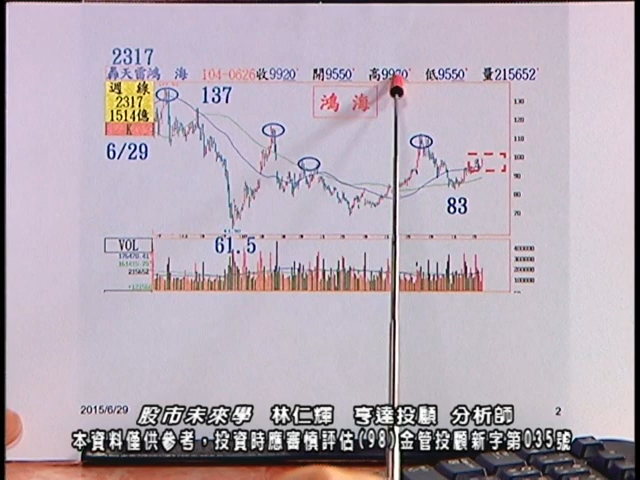 2317
轟天雷鴻 海 104-0626收9920' 開9550' 高9970' 低9550' 量215652'
週 線
2317
1514億
K
137
鴻 海
6/29
130
120
110
100
90
80
70
83
61.5
VOL
176470.41'
215652'
400000
300000
200000
100000
2015/6/29
2
股市未來學 林仁輝 亨達投顧 分析師
本資料僅供參考，投資時應審慎評估(98)金管投顧新字第035號